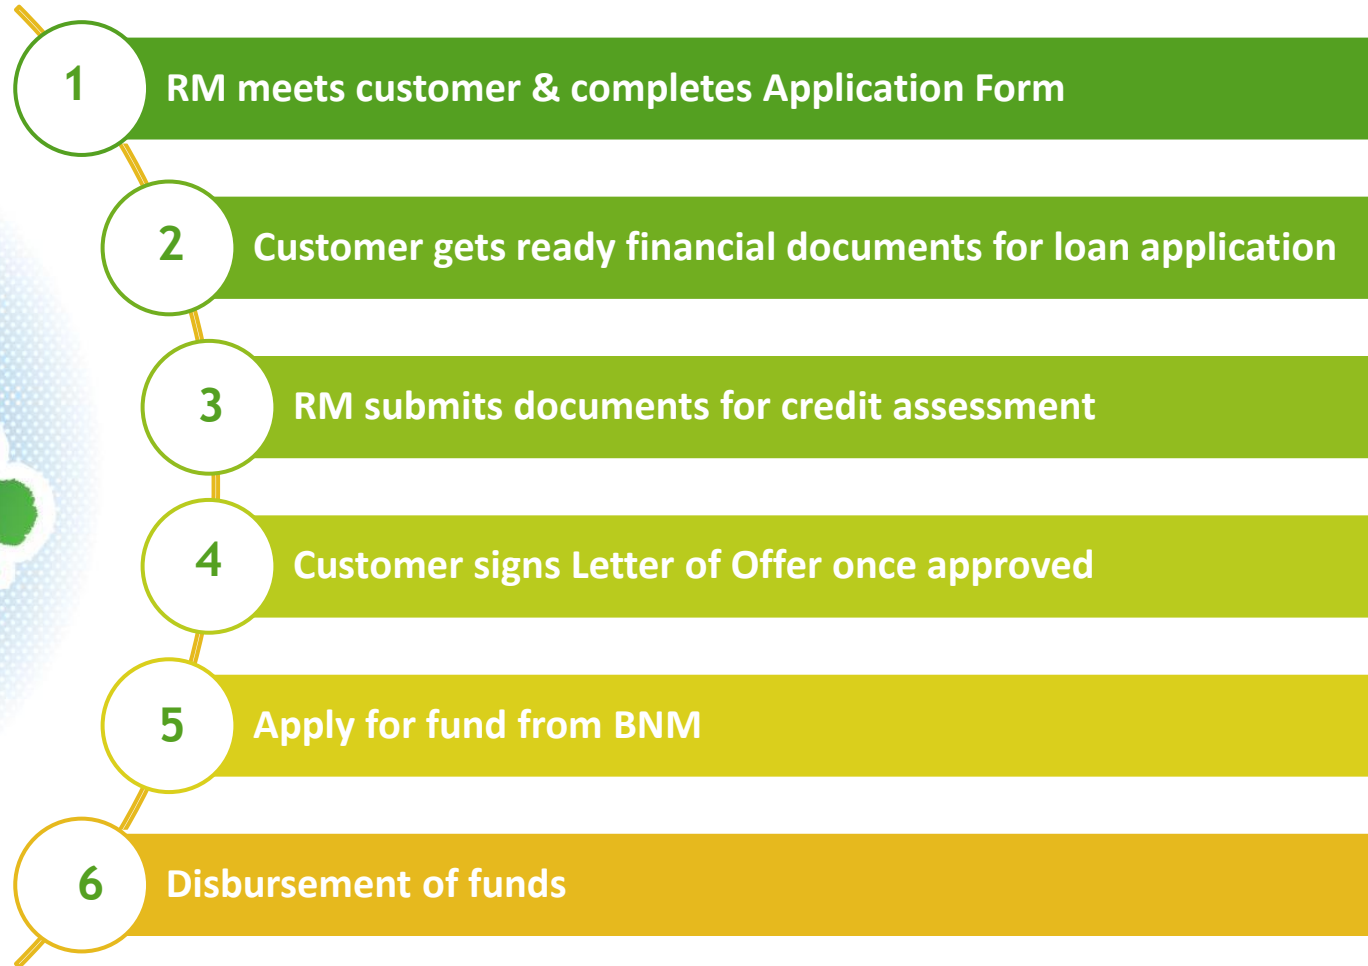 1
RM meets customer & completes Application Form
2
Customer gets ready financial documents for loan application
3
RM submits documents for credit assessment
4
Customer signs Letter of Offer once approved
5
Apply for fund from BNM
6
Disbursement of funds